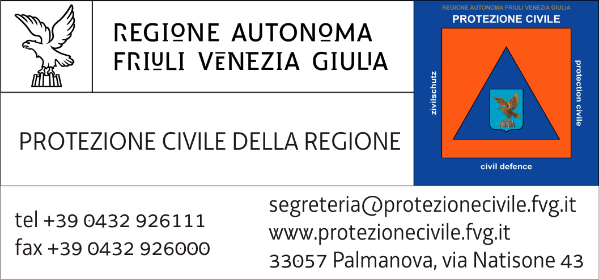 REGIONE AUTONOMA
FRIULI VENEZIA GIULIA
REGIONE AUTONOMA FRIULI VENEZIA GIULIA
PROTEZIONE CIVILE
zivilschutz
protection civile
civil defence
PROTEZIONE CIVILE DELLA REGIONE
tel +39 0432 926111
fax +39 0432 926000
segreteria@protezionecivile.fvg.it
www.protezionecivile.fvg.it
33057 Palmanova, via Natisone 43